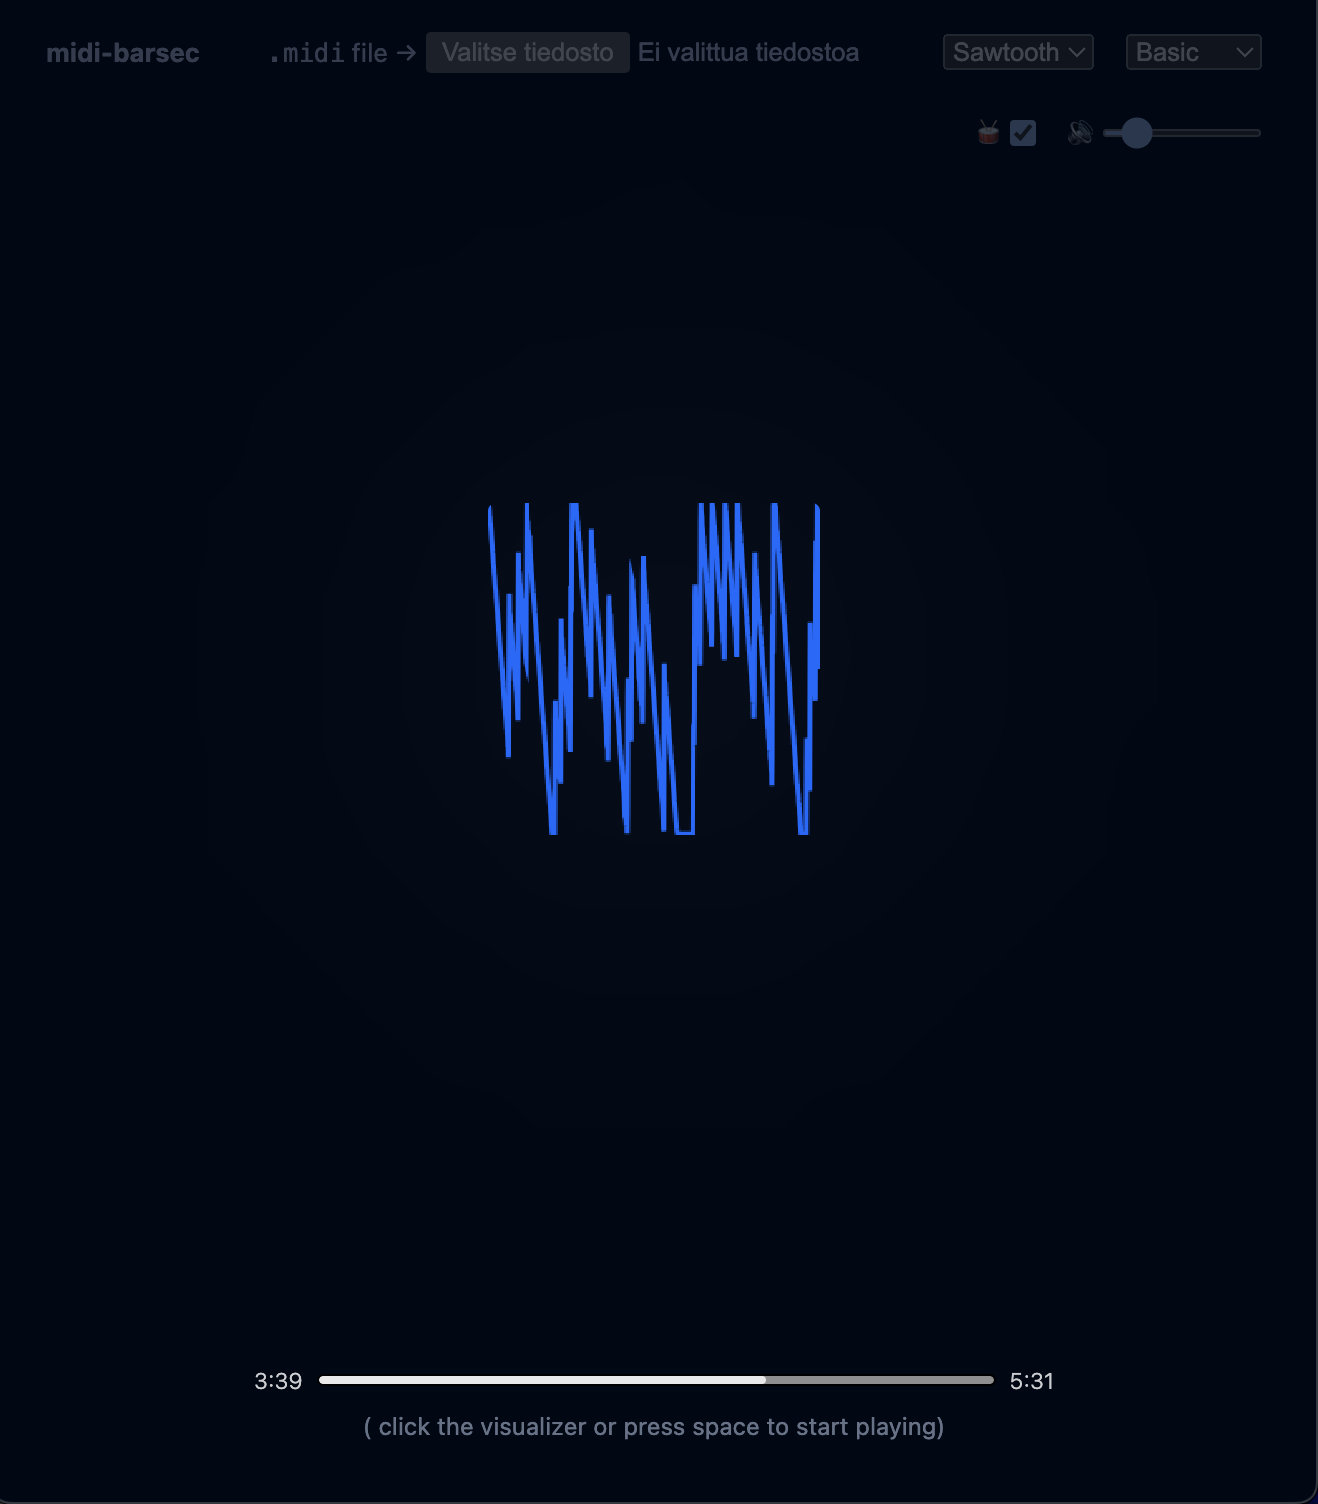 midi-barsec .midi file → Valitse tiedosto Ei valittua tiedostoa Sawtooth Basic
3:39 5:31
( click the visualizer or press space to start playing)